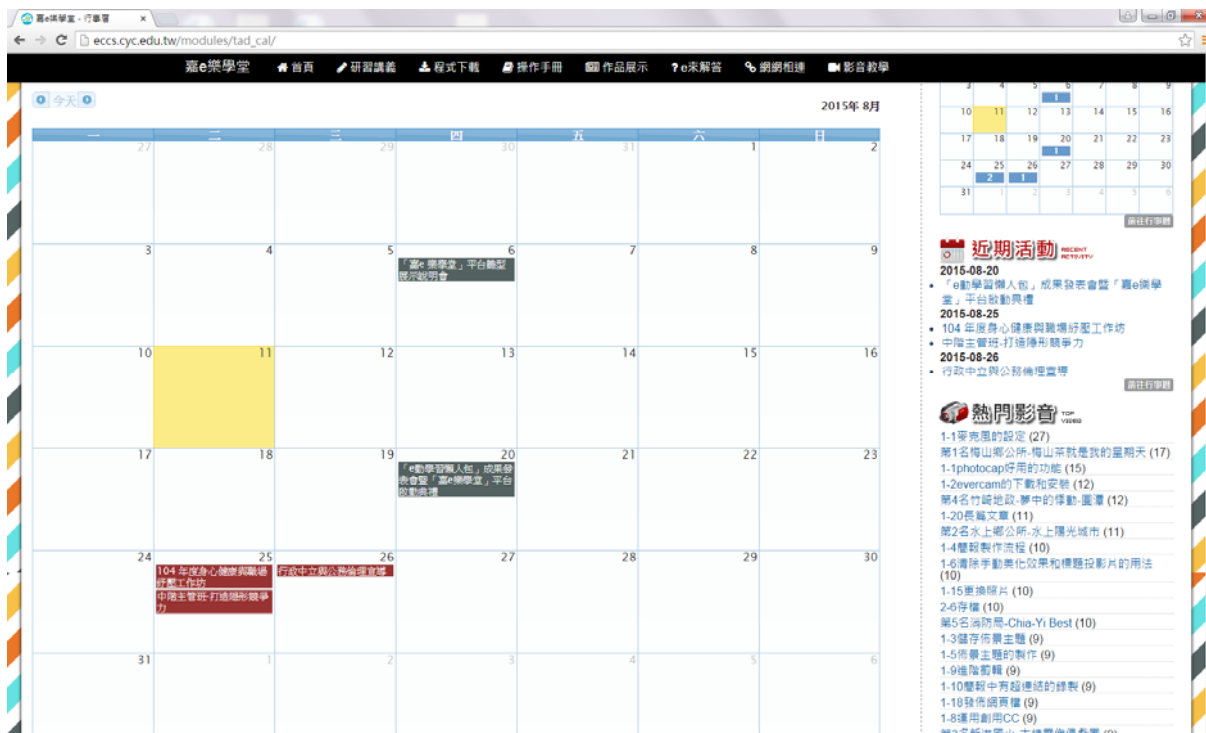 嘉e樂學堂 - 行事曆
eccs.cyc.edu.tw/modules/tad_cal/
嘉e樂學堂 首頁 研習講義 程式下載 操作手冊 作品展示 ?e來解答 網網相連 影音教學
今天
2015年 8月
一 二 三 四 五 六 日
27 28 29 30 31 1 2
3 4 5 6 7 8 9
「嘉e 樂學堂」平台雛型
展示說明會
10 11 12 13 14 15 16
17 18 19 20 21 22 23
「e動學習懶人包」成果發
表會暨「嘉e樂學堂」平台
啟動典禮
24 25 26 27 28 29 30
104 年度身心健康與職場
紓壓工作坊
中階主管班-打造隱形競爭
力
行政中立與公務倫理宣導
31 1 2 3 4 5 6
3 4 5 6 7 8 9
1
10 11 12 13 14 15 16
17 18 19 20 21 22 23
1
24 25 26 27 28 29 30
2 1
31 1 2 3 4 5 6
前往行事曆
近期活動 RECENT
ACTIVITY
2015-08-20
「e動學習懶人包」成果發表會暨「嘉e樂學
堂」平台啟動典禮
2015-08-25
104 年度身心健康與職場紓壓工作坊
中階主管班-打造隱形競爭力
2015-08-26
行政中立與公務倫理宣導
前往行事曆
熱門影音 TOP
VIDEO
1-1麥克風的設定 (27)
第1名梅山鄉公所-梅山茶就是我的星期天 (17)
1-1photocap好用的功能 (15)
1-2evercam的下載和安裝 (12)
第4名竹崎地政-夢中的悸動-圓潭 (12)
1-20長篇文章 (11)
第2名水上鄉公所-水上陽光城市 (11)
1-4簡報製作流程 (10)
1-6清除手動美化效果和標題投影片的用法
(10)
1-15更換照片 (10)
2-6存檔 (10)
第5名消防局-Chia-Yi Best (10)
1-3儲存佈景主題 (9)
1-5佈景主題的製作 (9)
1-9進階剪輯 (9)
1-10簡報中有超連結的錄製 (9)
1-18發佈網頁檔 (9)
1-8運用創用CC (9)